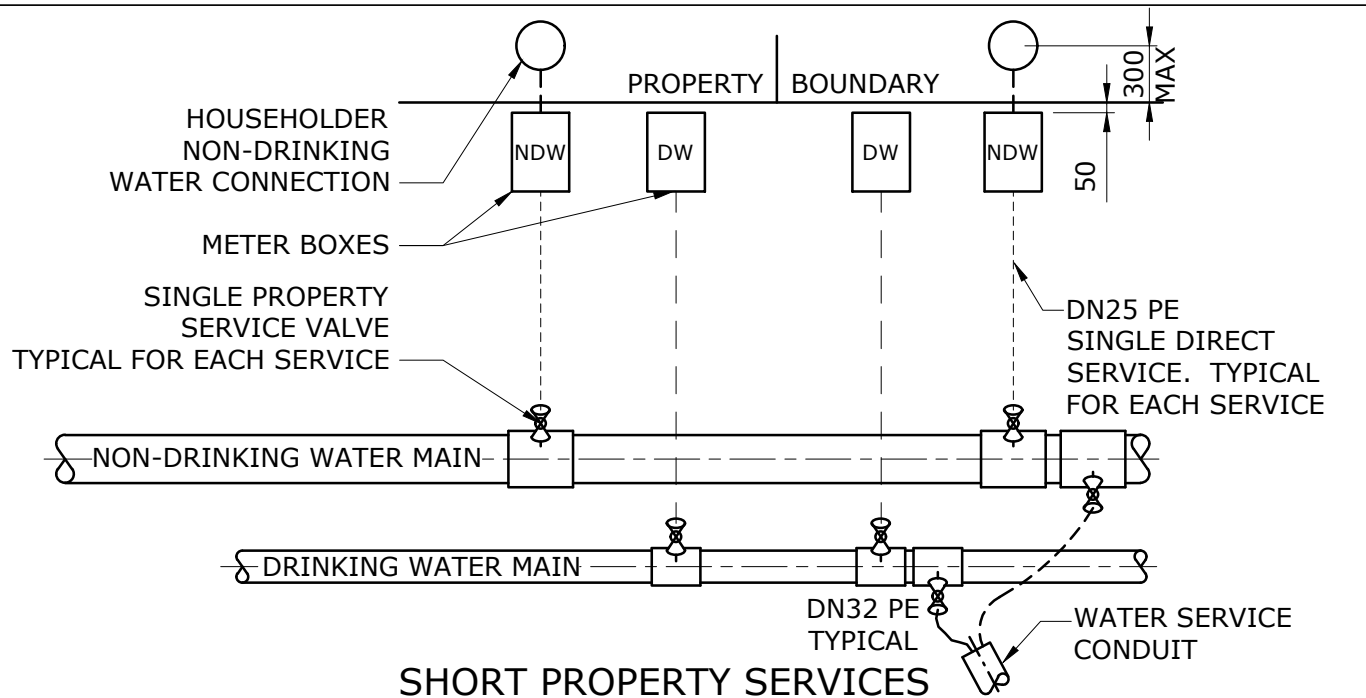 PROPERTY BOUNDARY
300
MAX
HOUSEHOLDER
NON-DRINKING
WATER CONNECTION
NDW
DW
DW
NDW
50
METER BOXES
SINGLE PROPERTY
SERVICE VALVE
TYPICAL FOR EACH SERVICE
DN25 PE
SINGLE DIRECT
SERVICE. TYPICAL
FOR EACH SERVICE
NON-DRINKING WATER MAIN
DRINKING WATER MAIN
DN32 PE
TYPICAL
WATER SERVICE
CONDUIT
SHORT PROPERTY SERVICES